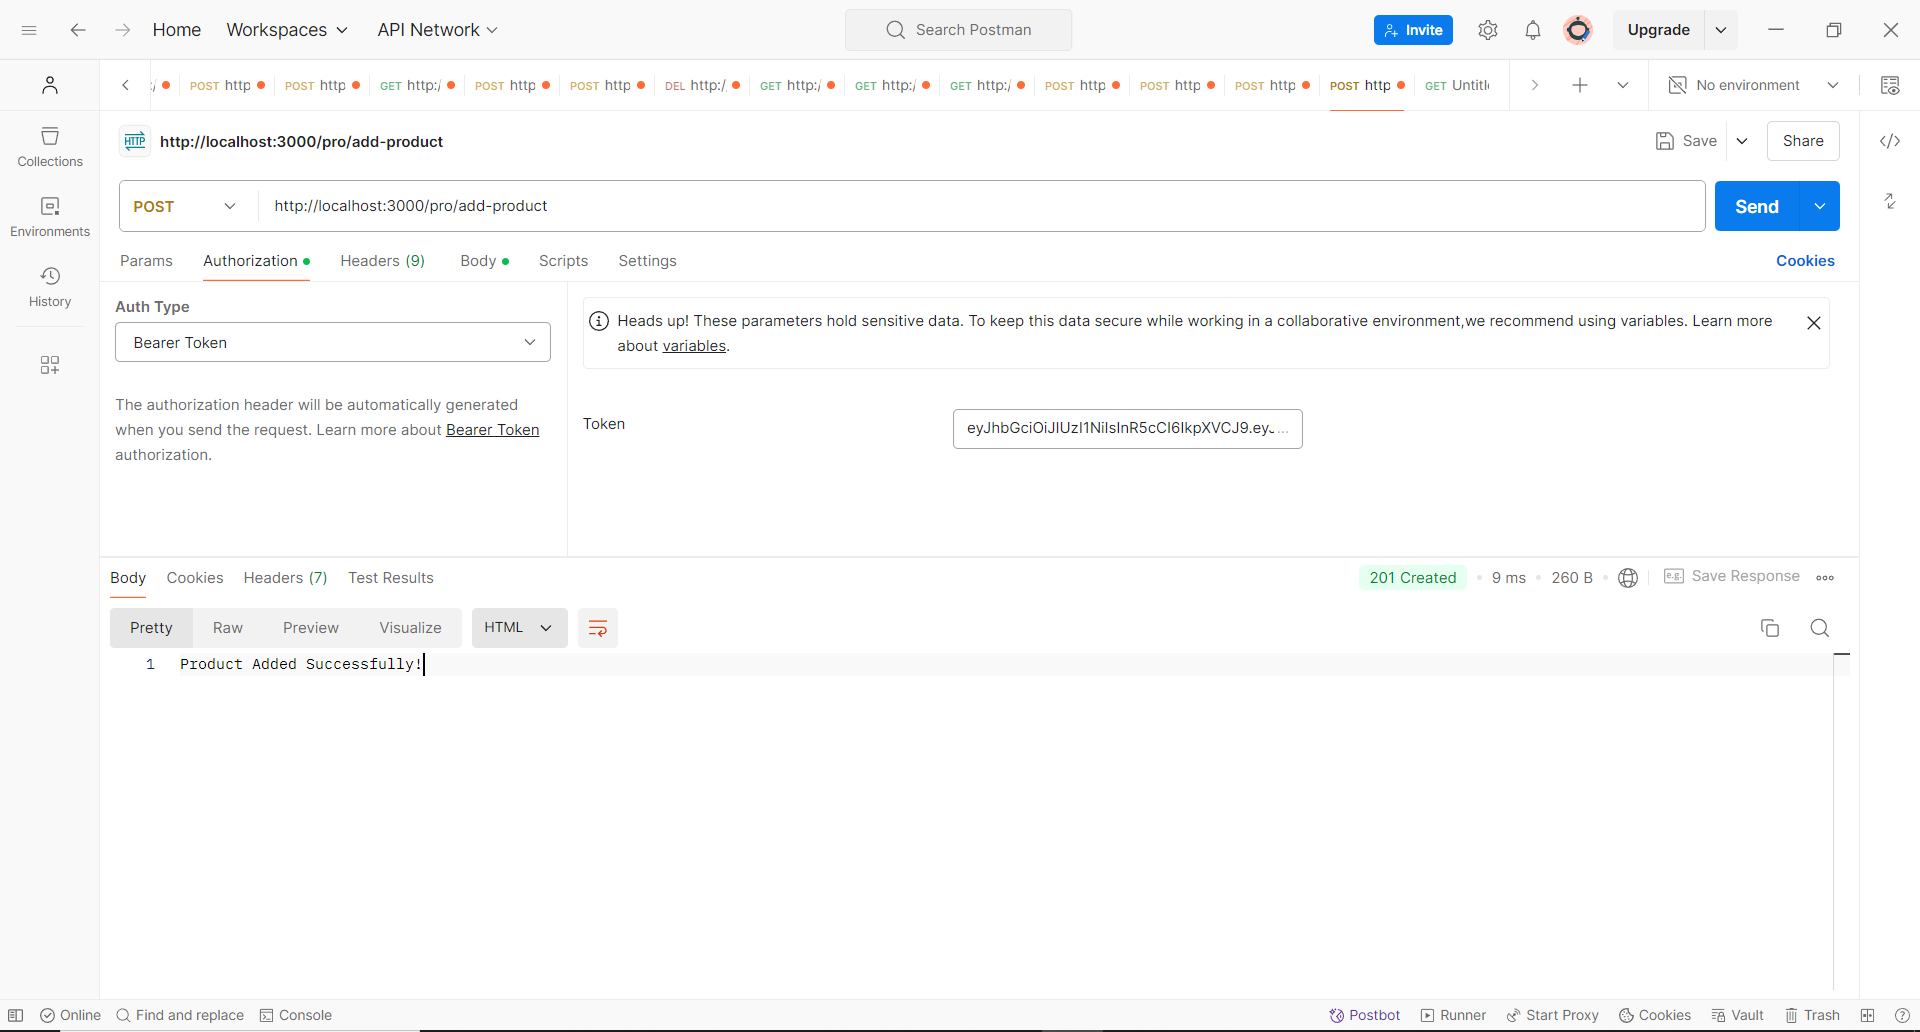 Home
Workspaces
API Network
Search Postman
Invite
Upgrade
POST http
POST http
GET http:/
POST http
POST http
DEL http:/
GET http:/
GET http:/
GET http:/
POST http
POST http
POST http
POST http
GET Untitl
No environment
Collections
Environments
History
HTTP
http://localhost:3000/pro/add-product
Save
Share
POST
http://localhost:3000/pro/add-product
Send
Params
Authorization
Headers (9)
Body
Scripts
Settings
Cookies
Auth Type
Bearer Token
The authorization header will be automatically generated
when you send the request. Learn more about Bearer Token
authorization.
Heads up! These parameters hold sensitive data. To keep this data secure while working in a collaborative environment,we recommend using variables. Learn more
about variables.
Token
Body
Cookies
Headers (7)
Test Results
201 Created
9 ms
260 B
e.g.
Save Response
Pretty
Raw
Preview
Visualize
HTML
1
Product Added Successfully!
Online
Find and replace
Console
Postbot
Runner
Start Proxy
Cookies
Vault
Trash